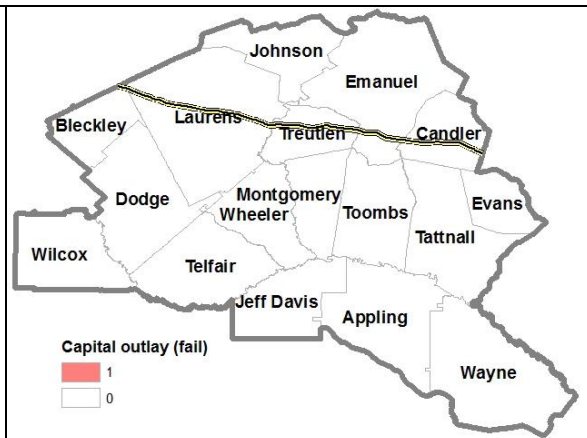 Johnson
Emanuel
Bleckley
Laurens
Treutlen
Candler
Dodge
Montgomery
Wheeler
Toombs
Evans
Tattnall
Wilcox
Telfair
Jeff Davis
Appling
Wayne
Capital outlay (fail)
1
0